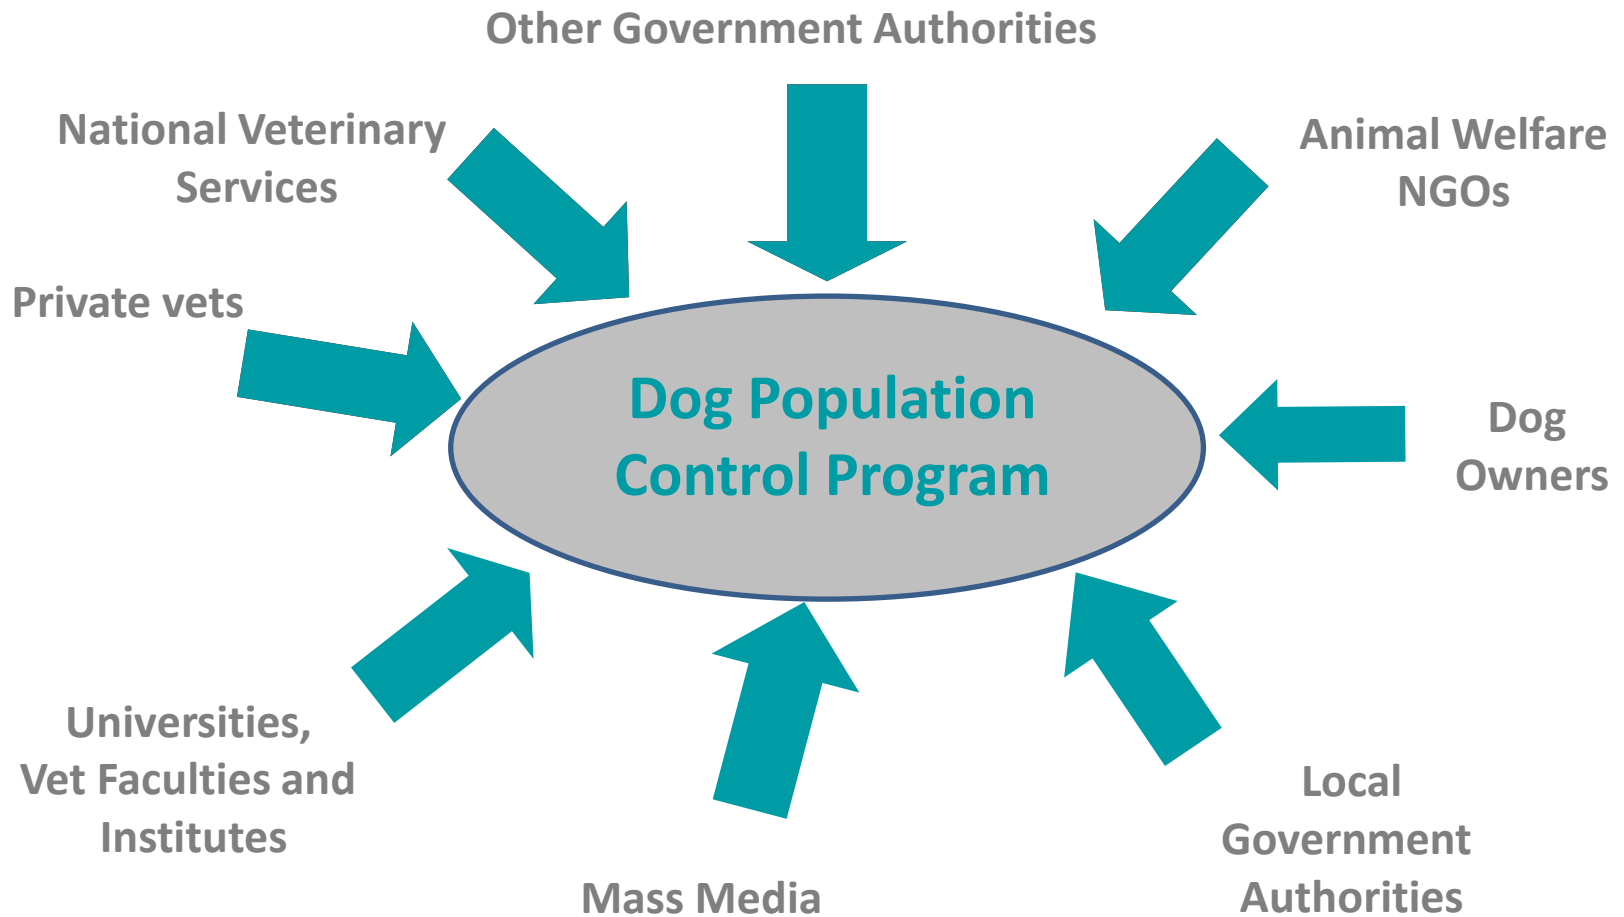 Other Government Authorities
National Veterinary
Services
Animal Welfare
NGOs
Private vets
Dog Population
Control Program
Dog
Owners
Universities,
Vet Faculties and
Institutes
Mass Media
Local
Government
Authorities